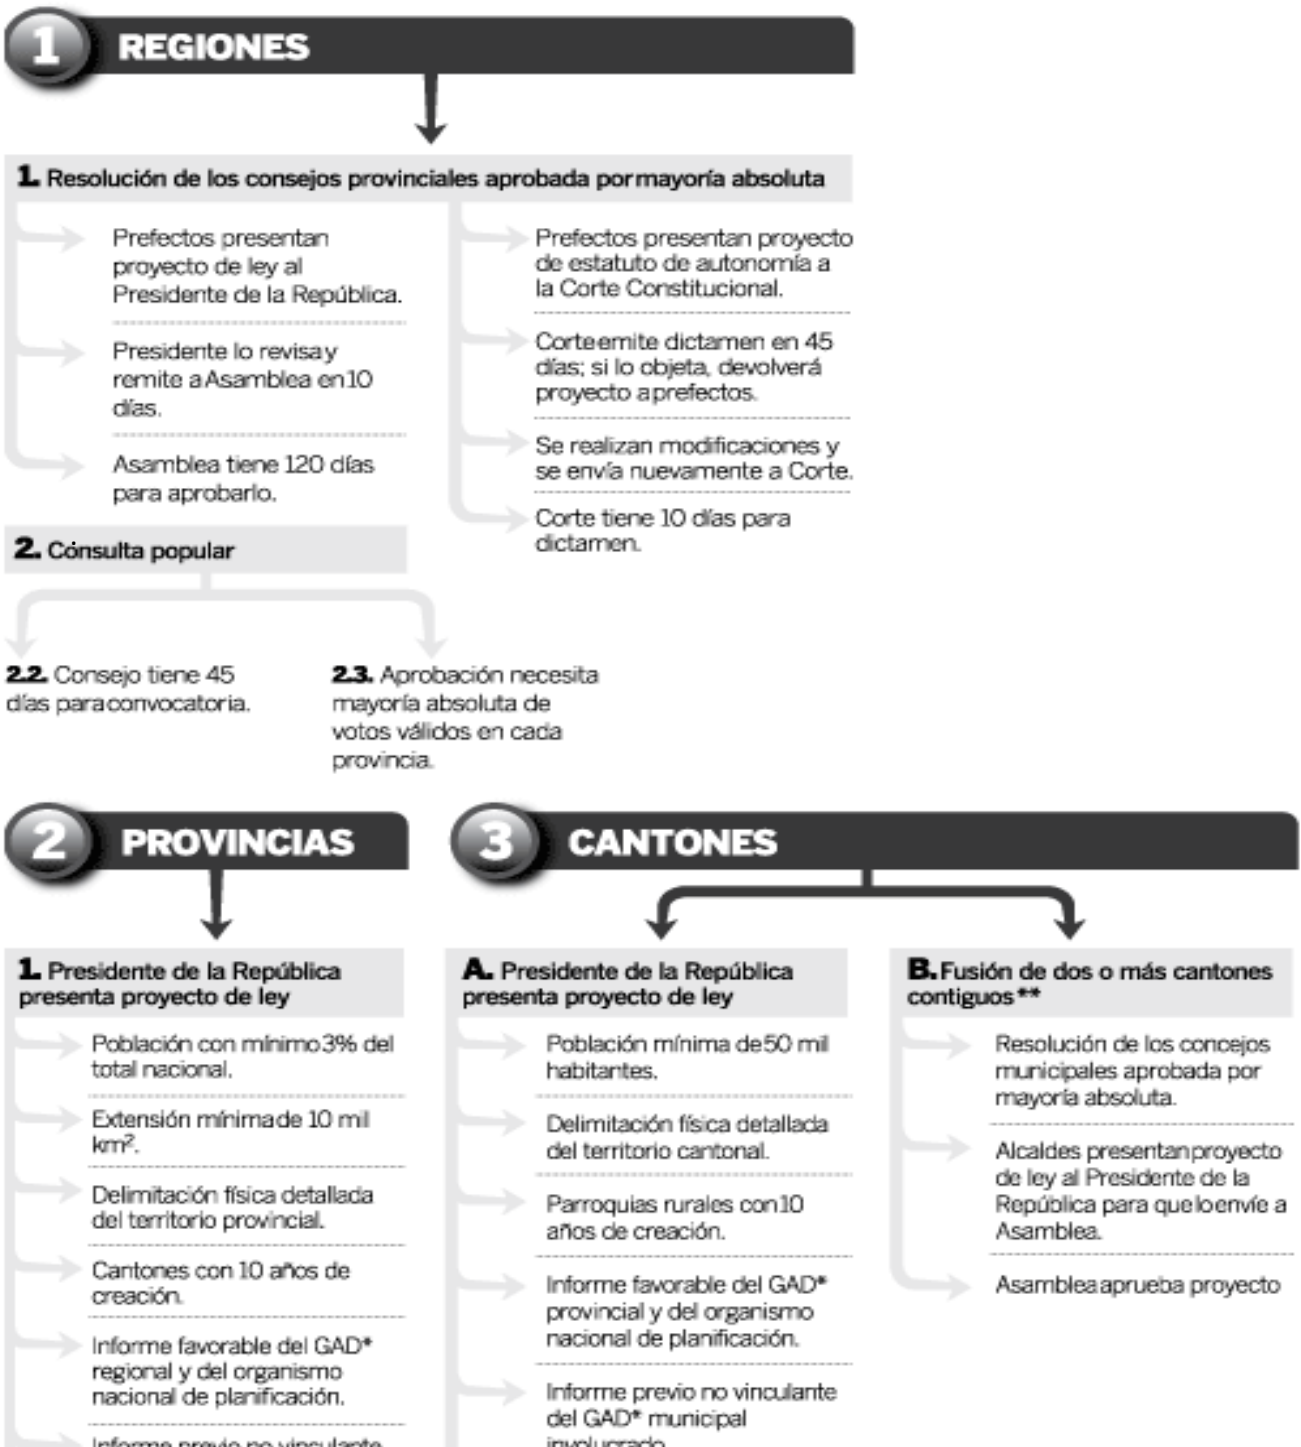 1 REGIONES
1. Resolución de los consejos provinciales aprobada por mayoría absoluta
Prefectos presentan
proyecto de ley al
Presidente de la República.
Presidente lo revisa y
remite a Asamblea en 10
días.
Asamblea tiene 120 días
para aprobarlo.
Prefectos presentan proyecto
de estatuto de autonomía a
la Corte Constitucional.
Corte emite dictamen en 45
días; si lo objeta, devolverá
proyecto a prefectos.
Se realizan modificaciones y
se envía nuevamente a Corte.
Corte tiene 10 días para
dictamen.
2. Cónsulta popular
2.2. Consejo tiene 45
días para convocatoria.
2.3. Aprobación necesita
mayoría absoluta de
votos válidos en cada
provincia.
2 PROVINCIAS
1. Presidente de la República
presenta proyecto de ley
Población con mínimo 3% del
total nacional.
Extensión mínima de 10 mil
km².
Delimitación física detallada
del territorio provincial.
Cantones con 10 años de
creación.
Informe favorable del GAD*
regional y del organismo
nacional de planificación.
Informe previo no vinculante
3 CANTONES
A. Presidente de la República
presenta proyecto de ley
Población mínima de 50 mil
habitantes.
Delimitación física detallada
del territorio cantonal.
Parroquias rurales con 10
años de creación.
Informe favorable del GAD*
provincial y del organismo
nacional de planificación.
Informe previo no vinculante
del GAD* municipal
involucrado
B. Fusión de dos o más cantones
contiguos**
Resolución de los concejos
municipales aprobada por
mayoría absoluta.
Alcaldes presentan proyecto
de ley al Presidente de la
República para que lo envíe a
Asamblea.
Asamblea aprueba proyecto